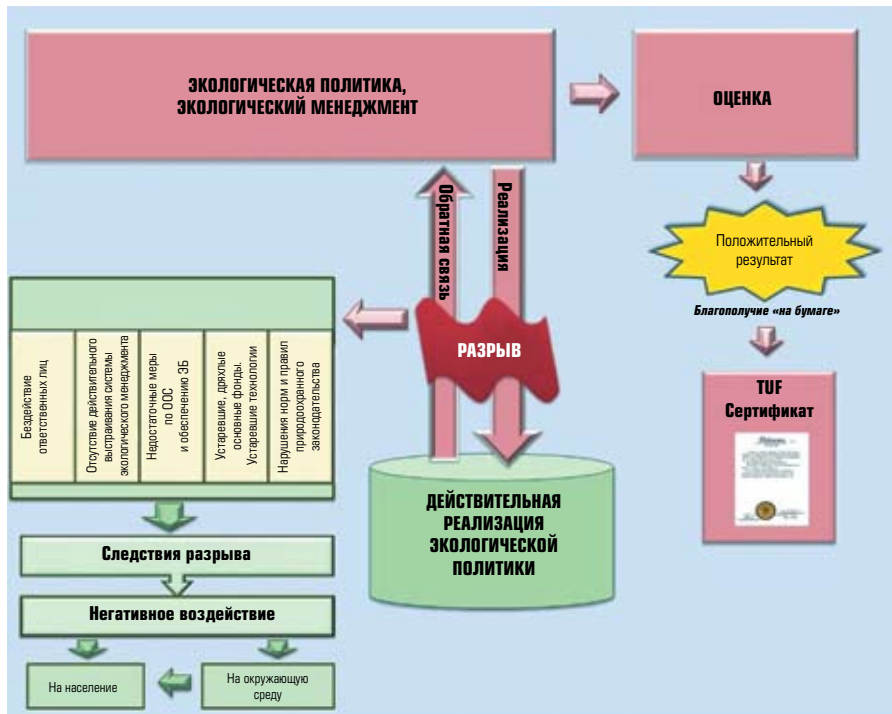 ЭКОЛОГИЧЕСКАЯ ПОЛИТИКА,
ЭКОЛОГИЧЕСКИЙ МЕНЕДЖМЕНТ
ОЦЕНКА
Обратная связь
Реализация
Положительный
результат
Благополучие «на бумаге»
РАЗРЫВ
TUF
Сертификат
Бездействие
ответственных лиц
Отсутствие действительного
выстраивания системы
экологического менеджмента
Недостаточные меры
по ООС
и обеспечению ЭБ
Устаревшие, дряхлые
основные фонды.
Устаревшие технологии
Нарушения норм и правил
природоохранного
законодательства
ДЕЙСТВИТЕЛЬНАЯ
РЕАЛИЗАЦИЯ
ЭКОЛОГИЧЕСКОЙ
ПОЛИТИКИ
Следствия разрыва
Негативное воздействие
На население
На окружающую
среду